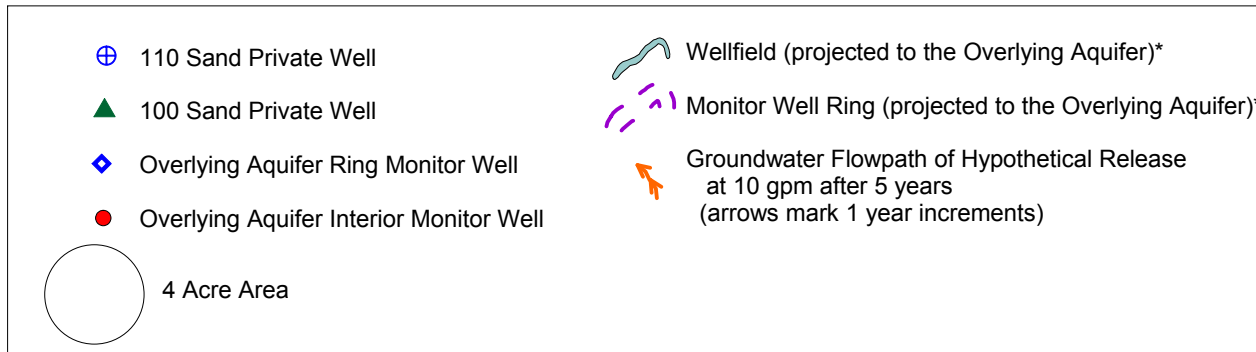 110 Sand Private Well
100 Sand Private Well
Overlying Aquifer Ring Monitor Well
Overlying Aquifer Interior Monitor Well
4 Acre Area
Wellfield (projected to the Overlying Aquifer)*
Monitor Well Ring (projected to the Overlying Aquifer)*
Groundwater Flowpath of Hypothetical Release
at 10 gpm after 5 years
(arrows mark 1 year increments)